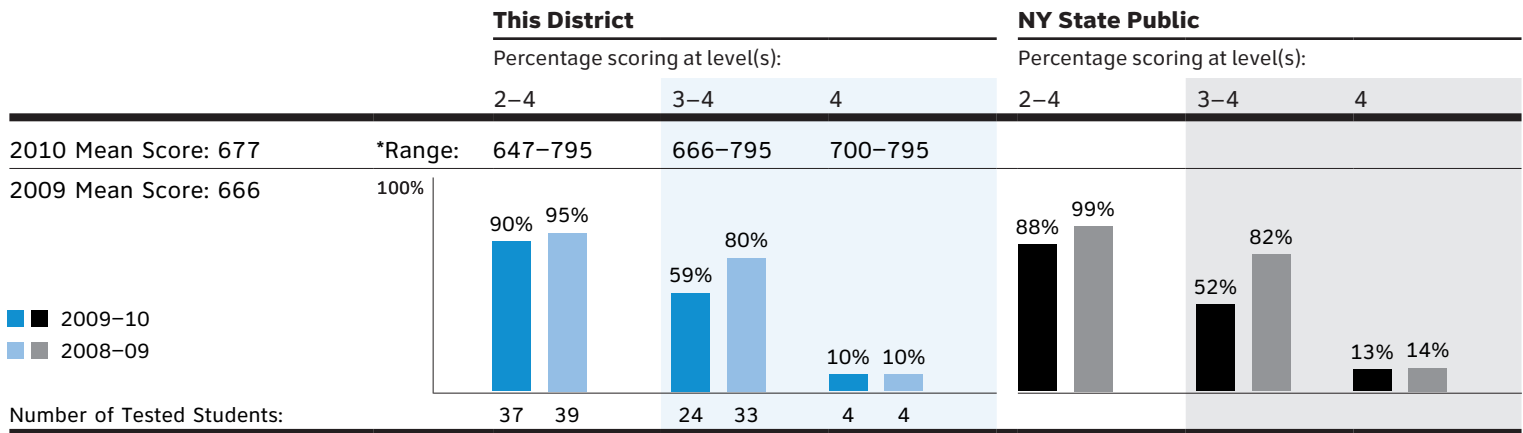 This District NY State Public
Percentage scoring at level(s): Percentage scoring at level(s):
2–4 3–4 4 2–4 3–4 4
2010 Mean Score: 677 *Range: 647–795 666–795 700–795
2009 Mean Score: 666 100%
90% 95% 59% 80% 10% 10% 88% 99% 52% 82% 13% 14%
2009–10
2008–09
Number of Tested Students: 37 39 24 33 4 4